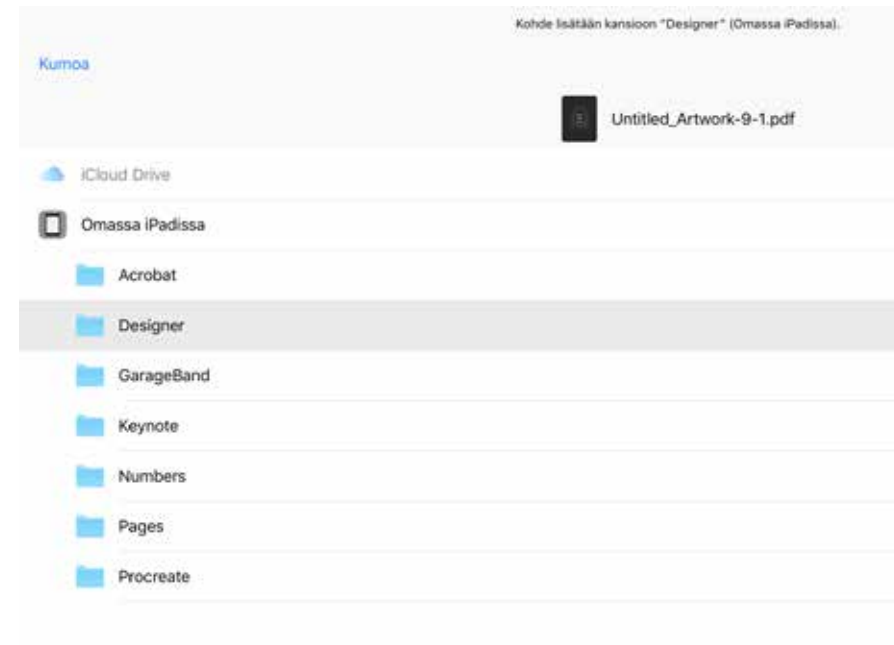 Kohde lisätään kansioon "Designer" (Omassa iPadissa).
Kumoa
Untitled_Artwork-9-1.pdf
iCloud Drive
Omassa iPadissa
Acrobat
Designer
GarageBand
Keynote
Numbers
Pages
Procreate